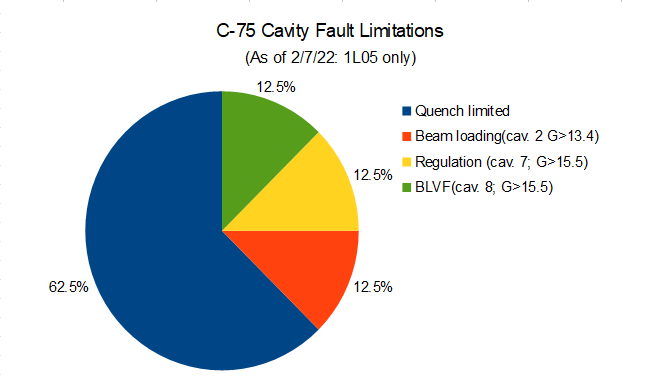 C-75 Cavity Fault Limitations
(As of 2/7/22: 1L05 only)
12.5%
Quench limited
Beam loading(cav. 2 G>13.4)
Regulation (cav. 7; G>15.5)
BLVF(cav. 8; G>15.5)
12.5%
62.5%
12.5%